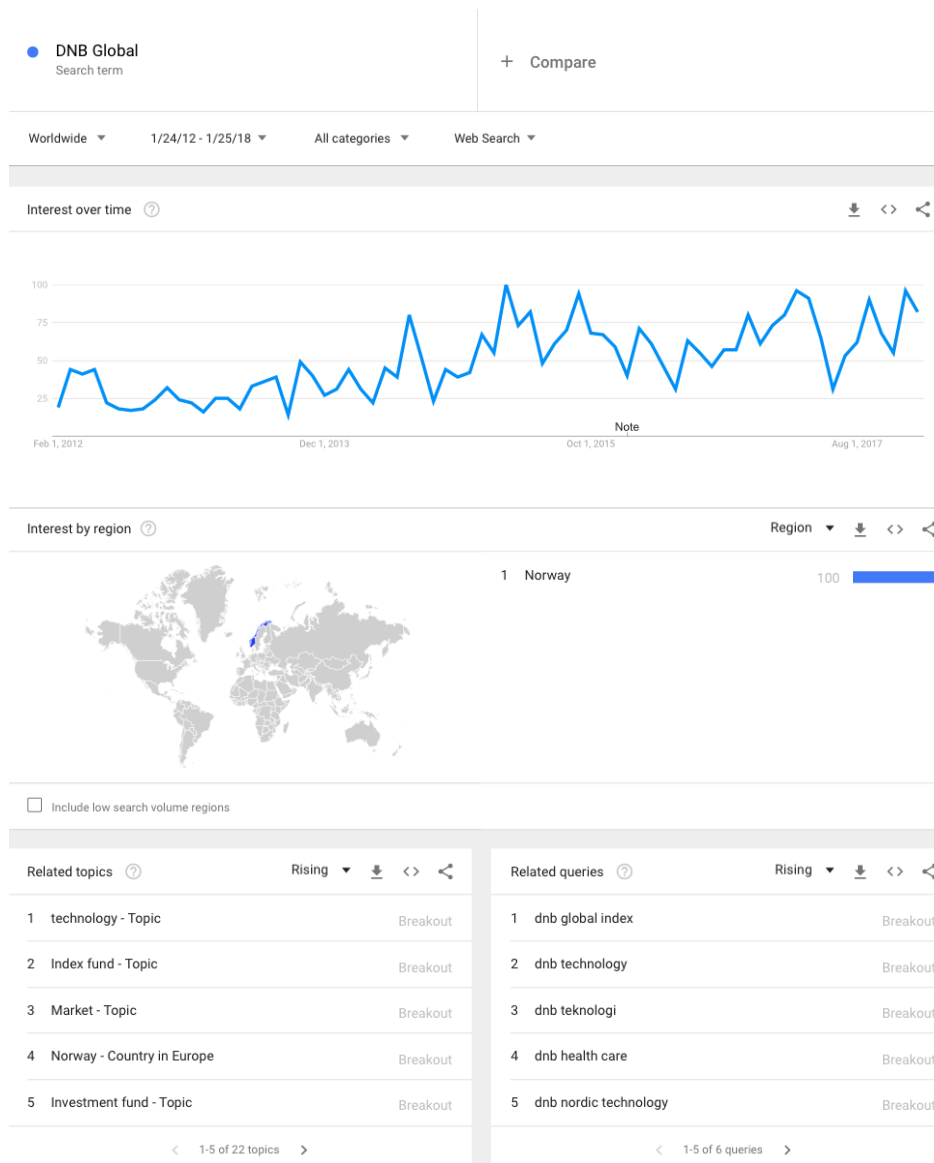 DNB Global
Search term
+ Compare
Worldwide
1/24/12 - 1/25/18
All categories
Web Search
Interest over time ?
100
75
50
25
Note
Feb 1, 2012
Dec 1, 2013
Oct 1, 2015
Aug 1, 2017
Interest by region ?
Region
1 Norway 100
Include low search volume regions
Related topics ? Rising
1 technology - Topic Breakout
2 Index fund - Topic Breakout
3 Market - Topic Breakout
4 Norway - Country in Europe Breakout
5 Investment fund - Topic Breakout
1-5 of 22 topics
Related queries ? Rising
1 dnb global index Breakout
2 dnb technology Breakout
3 dnb teknologi Breakout
4 dnb health care Breakout
5 dnb nordic technology Breakout
1-5 of 6 queries